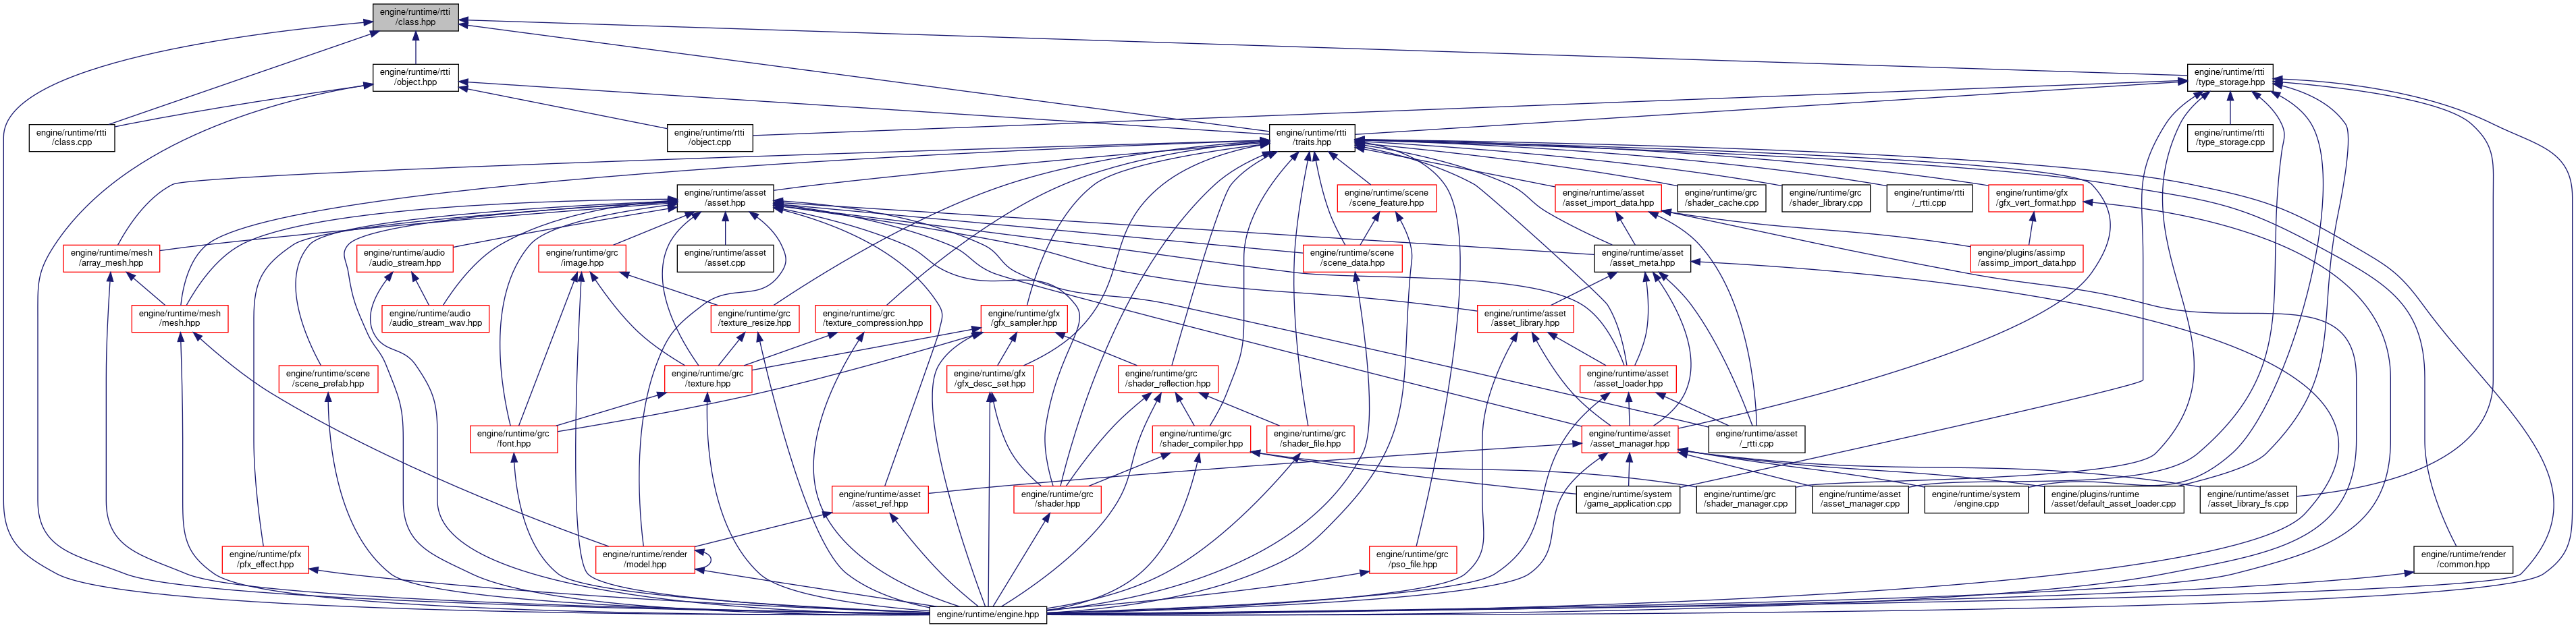 engine/runtime/rtti
/class.hpp
engine/runtime/rtti
/object.hpp
engine/runtime/rtti
/type_storage.hpp
engine/runtime/rtti
/class.cpp
engine/runtime/rtti
/object.cpp
engine/runtime/rtti
/traits.hpp
engine/runtime/rtti
/type_storage.cpp
engine/runtime/asset
/asset.hpp
engine/runtime/scene
/scene_feature.hpp
engine/runtime/asset
/asset_import_data.hpp
engine/runtime/grc
/shader_cache.cpp
engine/runtime/grc
/shader_library.cpp
engine/runtime/rtti
/_rtti.cpp
engine/runtime/gfx
/gfx_vert_format.hpp
engine/runtime/mesh
/array_mesh.hpp
engine/runtime/audio
/audio_stream.hpp
engine/runtime/grc
/image.hpp
engine/runtime/asset
/asset.cpp
engine/runtime/scene
/scene_data.hpp
engine/runtime/asset
/asset_meta.hpp
engine/plugins/assimp
/assimp_import_data.hpp
engine/runtime/mesh
/mesh.hpp
engine/runtime/audio
/audio_stream_wav.hpp
engine/runtime/grc
/texture_resize.hpp
engine/runtime/grc
/texture_compression.hpp
engine/runtime/gfx
/gfx_sampler.hpp
engine/runtime/asset
/asset_library.hpp
engine/runtime/scene
/scene_prefab.hpp
engine/runtime/grc
/texture.hpp
engine/runtime/gfx
/gfx_desc_set.hpp
engine/runtime/grc
/shader_reflection.hpp
engine/runtime/asset
/asset_loader.hpp
engine/runtime/grc
/font.hpp
engine/runtime/grc
/shader_compiler.hpp
engine/runtime/grc
/shader_file.hpp
engine/runtime/asset
/asset_manager.hpp
engine/runtime/asset
/_rtti.cpp
engine/runtime/asset
/asset_ref.hpp
engine/runtime/grc
/shader.hpp
engine/runtime/system
/game_application.cpp
engine/runtime/grc
/shader_manager.cpp
engine/runtime/asset
/asset_manager.cpp
engine/runtime/system
/engine.cpp
engine/plugins/runtime
/asset/default_asset_loader.cpp
engine/runtime/asset
/asset_library_fs.cpp
engine/runtime/pfx
/pfx_effect.hpp
engine/runtime/render
/model.hpp
engine/runtime/grc
/pso_file.hpp
engine/runtime/render
/common.hpp
engine/runtime/engine.hpp